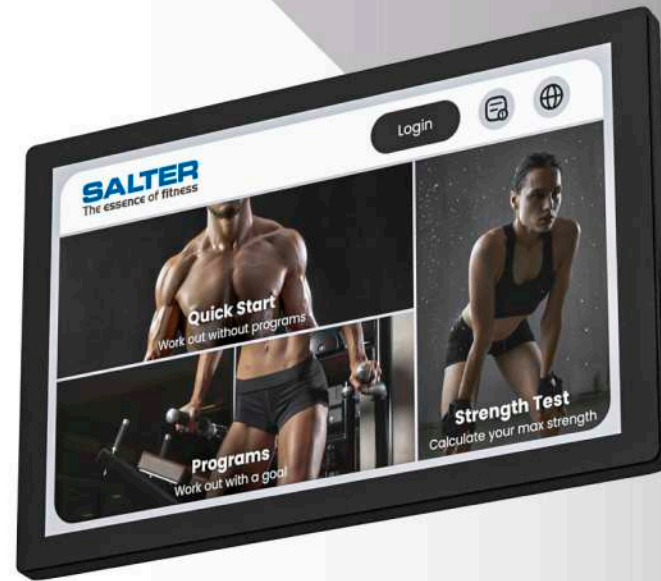 Login
SALTER
The essence of fitness
Quick Start
Work out without programs
Programs
Work out with a goal
Strength Test
Calculate your max strength